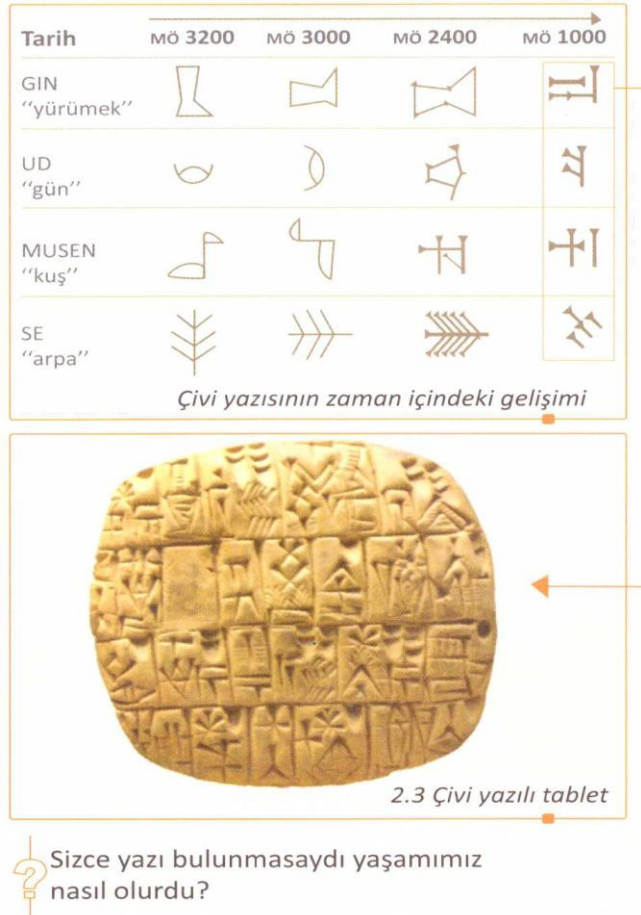 Tarih MÖ 3200 MÖ 3000 MÖ 2400 MÖ 1000
GIN
“yürümek”
UD
“gün”
MUSEN
“kuş”
SE
“arpa”
Çivi yazısının zaman içindeki gelişimi
2.3 Çivi yazılı tablet
? Sizce yazı bulunmasaydı yaşamımız
nasıl olurdu?